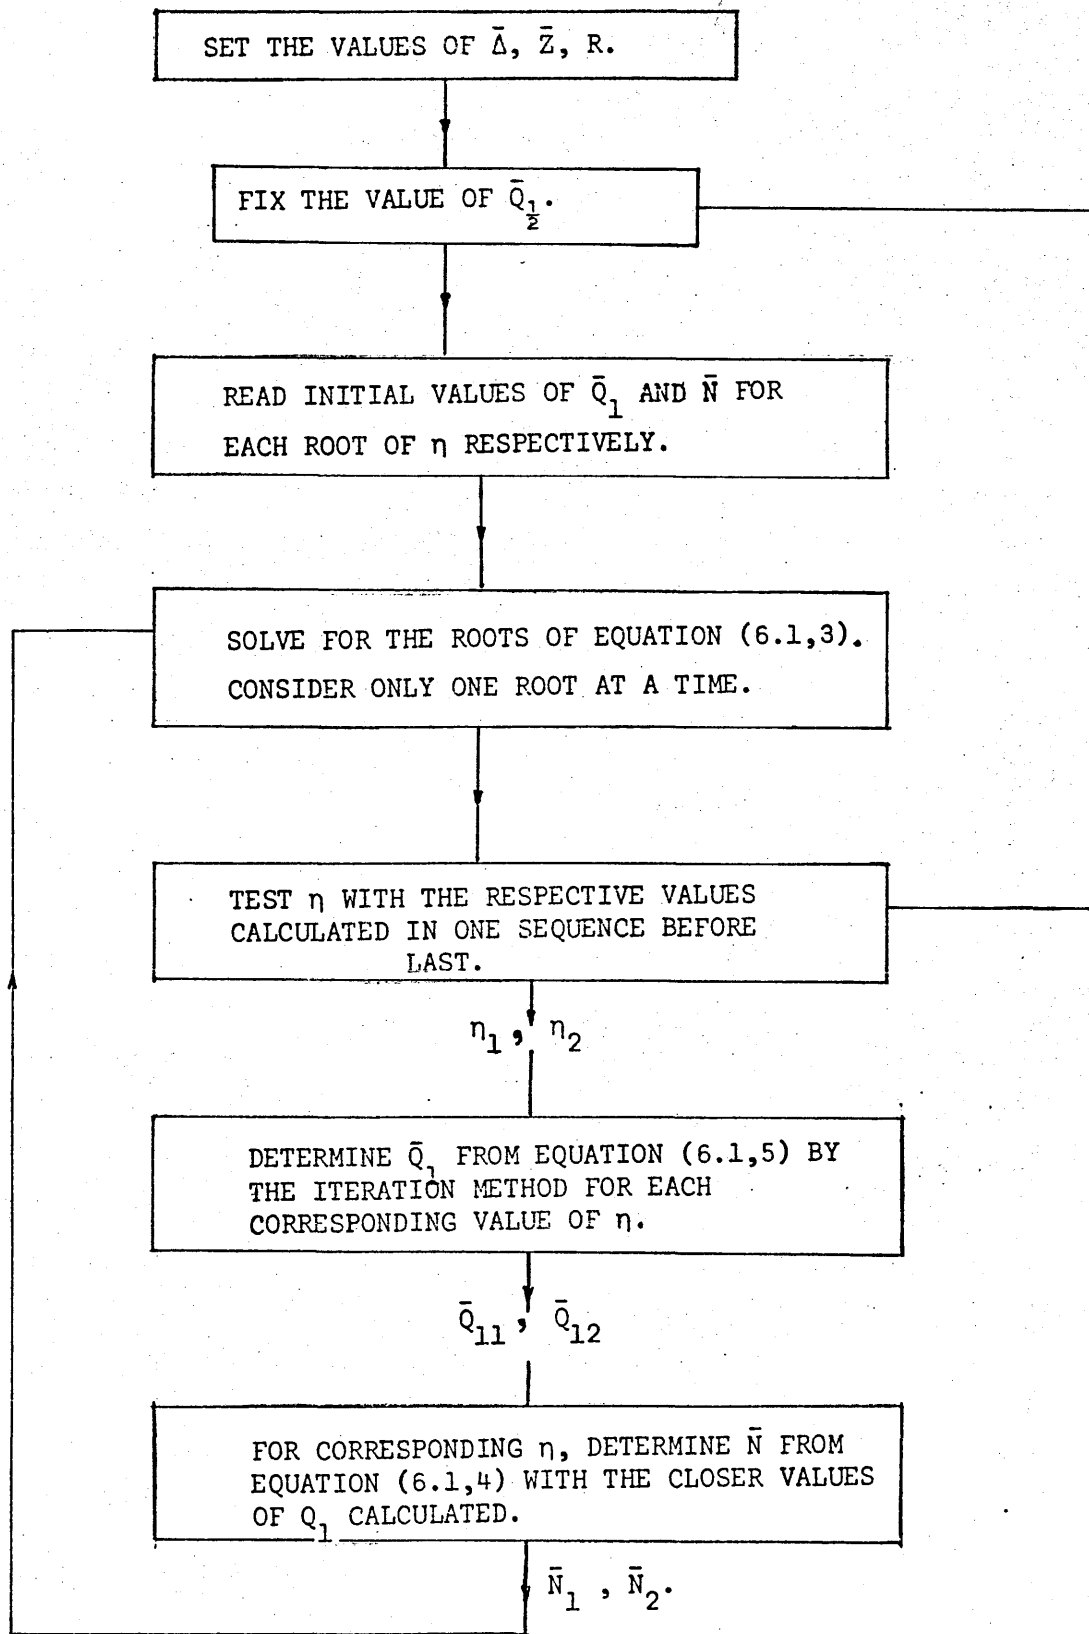 SET THE VALUES OF Δ̄, Z̄, R.
FIX THE VALUE OF Q̄½.
READ INITIAL VALUES OF Q̄₁ AND N̄ FOR
EACH ROOT OF η RESPECTIVELY.
SOLVE FOR THE ROOTS OF EQUATION (6.1,3).
CONSIDER ONLY ONE ROOT AT A TIME.
TEST η WITH THE RESPECTIVE VALUES
CALCULATED IN ONE SEQUENCE BEFORE
LAST.
η₁, η₂
DETERMINE Q̄₁ FROM EQUATION (6.1,5) BY
THE ITERATION METHOD FOR EACH
CORRESPONDING VALUE OF η.
Q̄₁₁, Q̄₁₂
FOR CORRESPONDING η, DETERMINE N̄ FROM
EQUATION (6.1,4) WITH THE CLOSER VALUES
OF Q₁ CALCULATED.
N̄₁ , N̄₂.